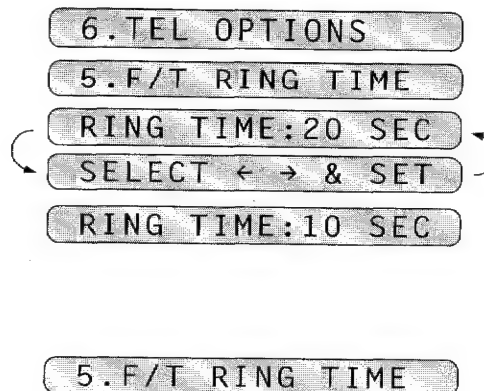 6.TEL OPTIONS
5.F/T RING TIME
RING TIME:20 SEC
SELECT ← → & SET
RING TIME:10 SEC
5.F/T RING TIME